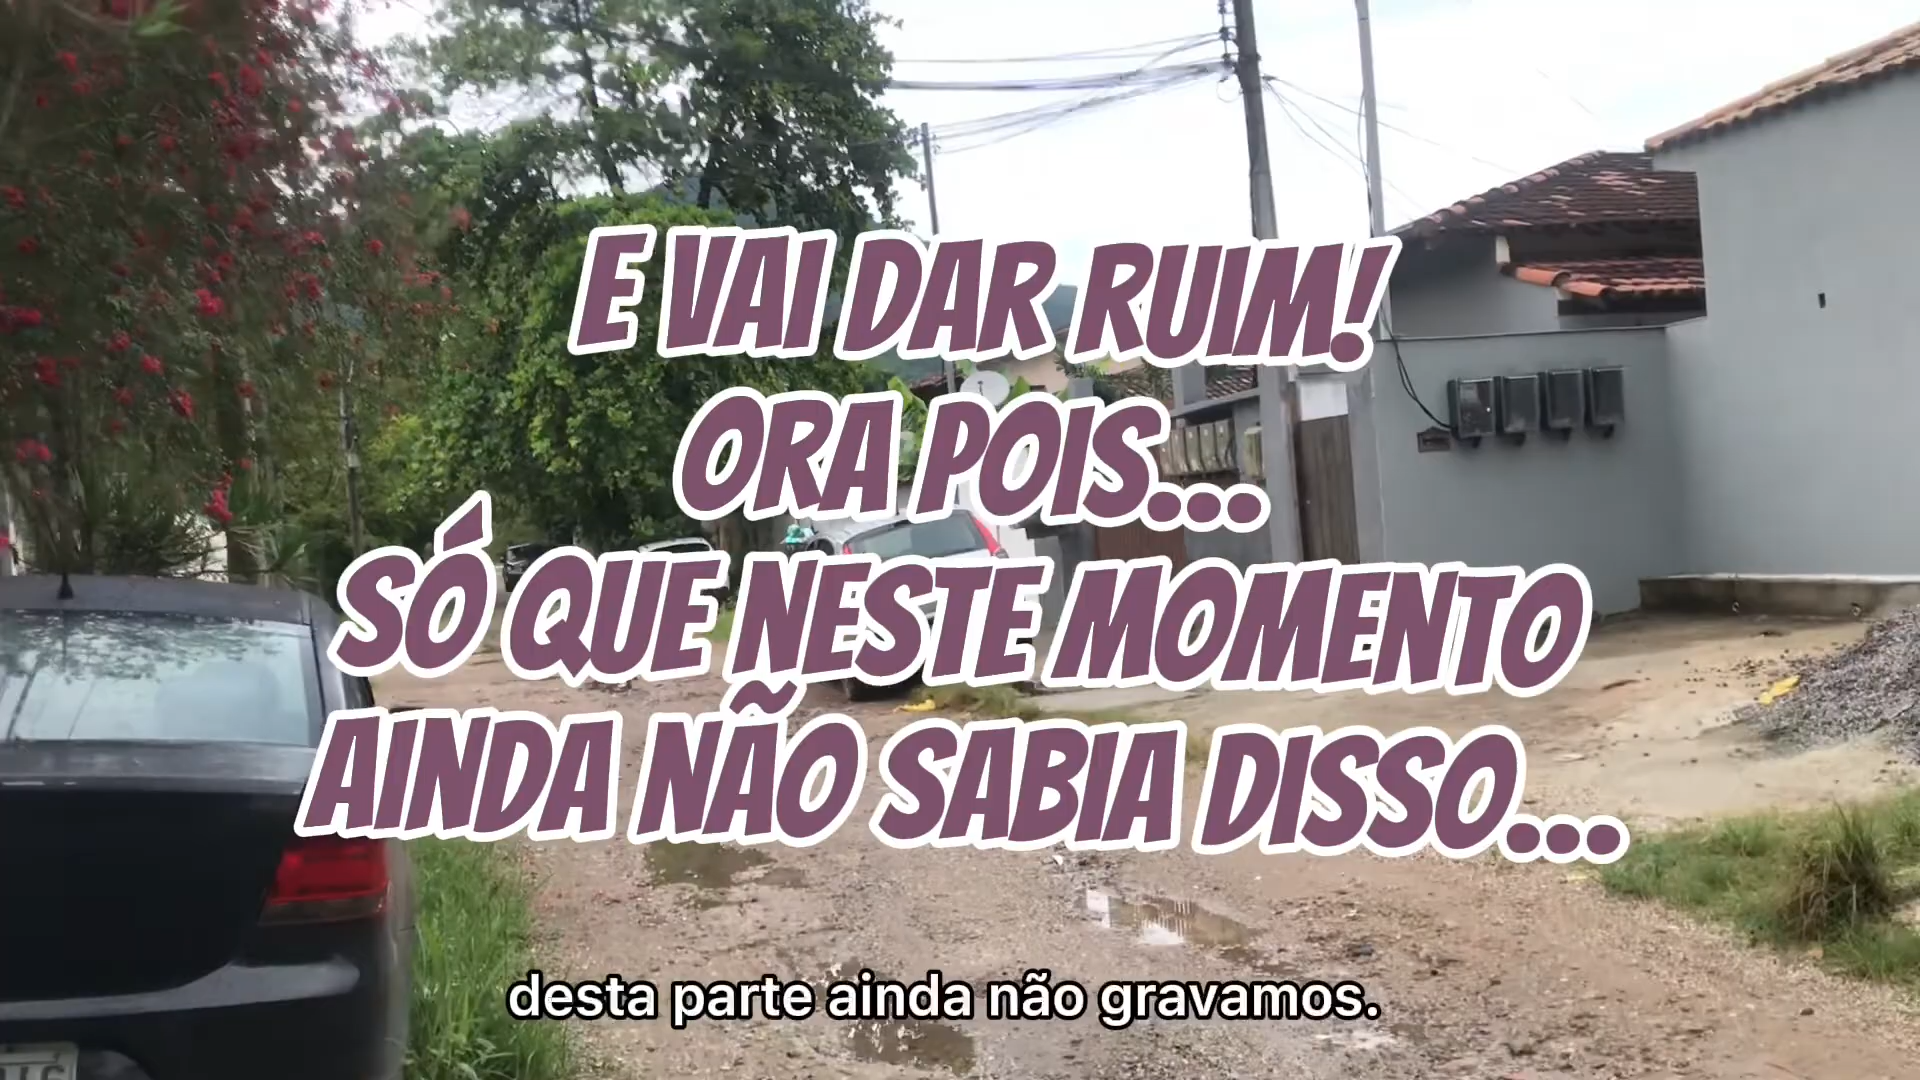 E VAI DAR RUIM!
ORA POIS...
SÓ QUE NESTE MOMENTO
AINDA NÃO SABIA DISSO...
desta parte ainda não gravamos.